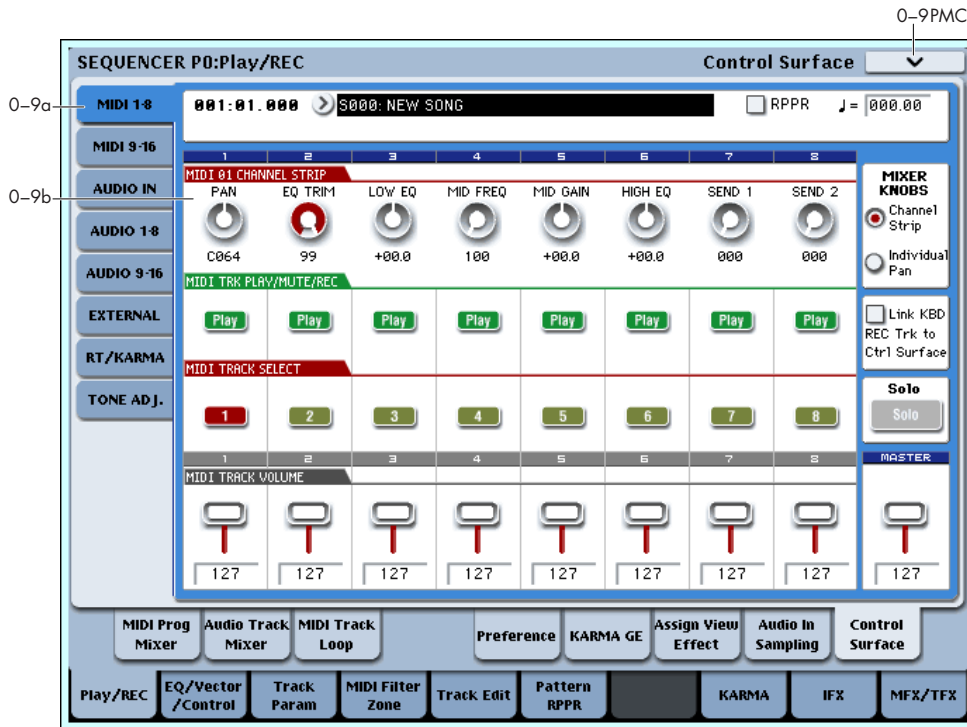 0–9PMC
SEQUENCER P0:Play/REC Control Surface
0–9a
MIDI 1-8
001:01.000 S000: NEW SONG RPPR ♩= 000.00
MIDI 9-16
1 2 3 4 5 6 7 8
MIDI 01 CHANNEL STRIP
0–9b
AUDIO IN
PAN EQ TRIM LOW EQ MID FREQ MID GAIN HIGH EQ SEND 1 SEND 2
MIXER
KNOBS
Channel
Strip
AUDIO 1-8
C064 99 +00.0 100 +00.0 +00.0 000 000
Individual
Pan
AUDIO 9-16
MIDI TRK PLAY/MUTE/REC
EXTERNAL
Play Play Play Play Play Play Play Play
Link KBD
REC Trk to
Ctrl Surface
RT/KARMA
MIDI TRACK SELECT
TONE ADJ.
1 2 3 4 5 6 7 8
Solo
Solo
1 2 3 4 5 6 7 8 MASTER
MIDI TRACK VOLUME
127 127 127 127 127 127 127 127 127
MIDI Prog
Mixer
Audio Track
Mixer
MIDI Track
Loop
Preference
KARMA GE
Assign View
Effect
Audio In
Sampling
Control
Surface
Play/REC
EQ/Vector
/Control
Track
Param
MIDI Filter
Zone
Track Edit
Pattern
RPPR
KARMA
IFX
MFX/TFX